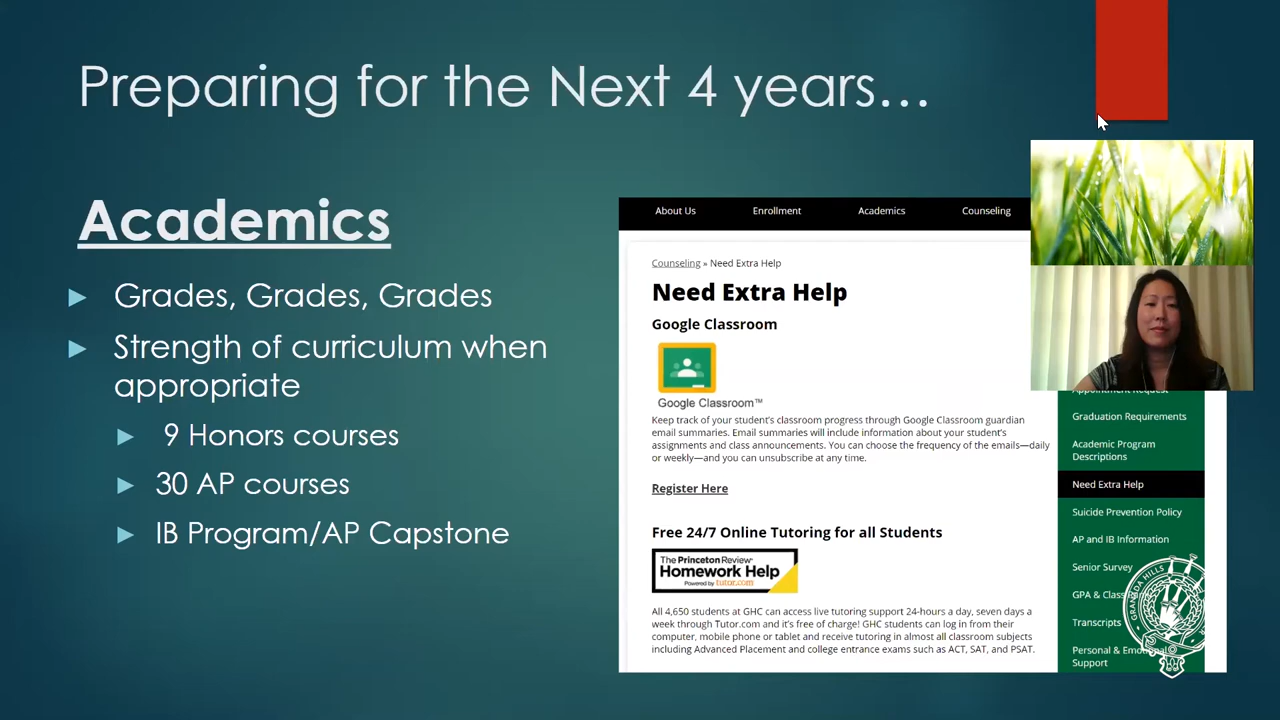 Preparing for the Next 4 years…
Academics
Grades, Grades, Grades
Strength of curriculum when
appropriate
9 Honors courses
30 AP courses
IB Program/AP Capstone
About Us
Enrollment
Academics
Counseling
Counseling » Need Extra Help
Need Extra Help
Google Classroom
Google Classroom™
Keep track of your student's classroom progress through Google Classroom guardian
email summaries. Email summaries will include information about your student's
assignments and class announcements. You can choose the frequency of the emails—daily
or weekly—and you can unsubscribe at any time.
Register Here
Free 24/7 Online Tutoring for all Students
The Princeton Review®
Homework Help
Powered by tutor.com
All 4,650 students at GHC can access live tutoring support 24-hours a day, seven days a
week through Tutor.com and it's free of charge! GHC students can log in from their
computer, mobile phone or tablet and receive tutoring in almost all classroom subjects
including Advanced Placement and college entrance exams such as ACT, SAT, and PSAT.
Appointment Request
Graduation Requirements
Academic Program
Descriptions
Need Extra Help
Suicide Prevention Policy
AP and IB Information
Senior Survey
GPA & Class
Transcripts
Personal & Emotional
Support
GRANADA HILLS